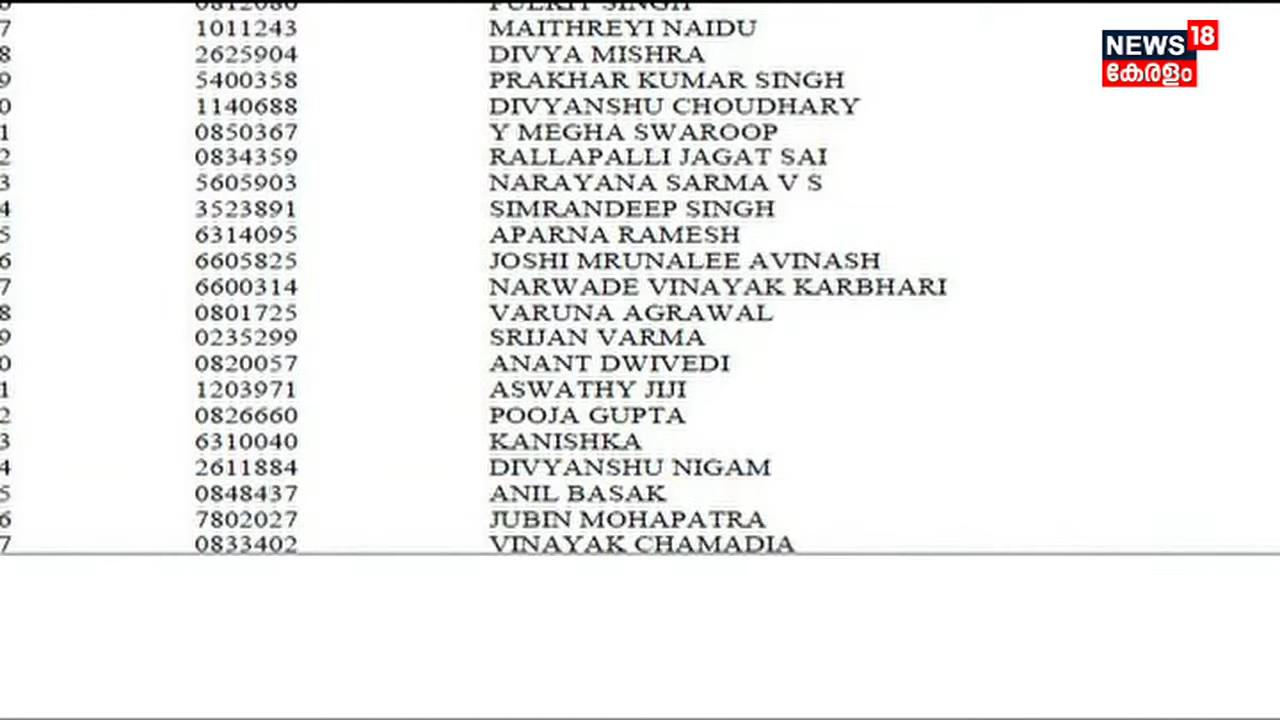 7 1011243 MAITHREYI NAIDU
8 2625904 DIVYA MISHRA
9 5400358 PRAKHAR KUMAR SINGH
0 1140688 DIVYANSHU CHOUDHARY
1 0850367 Y MEGHA SWAROOP
2 0834359 RALLAPALLI JAGAT SAI
3 5605903 NARAYANA SARMA V S
4 3523891 SIMRANDEEP SINGH
5 6314095 APARNA RAMESH
6 6605825 JOSHI MRUNALEE AVINASH
7 6600314 NARWADE VINAYAK KARBHARI
8 0801725 VARUNA AGRAWAL
9 0235299 SRIJAN VARMA
0 0820057 ANANT DWIVEDI
1 1203971 ASWATHY JIJI
2 0826660 POOJA GUPTA
3 6310040 KANISHKA
4 2611884 DIVYANSHU NIGAM
5 0848437 ANIL BASAK
6 7802027 JUBIN MOHAPATRA
7 0833402 VINAYAK CHAMADIA
NEWS 18
കേരളം